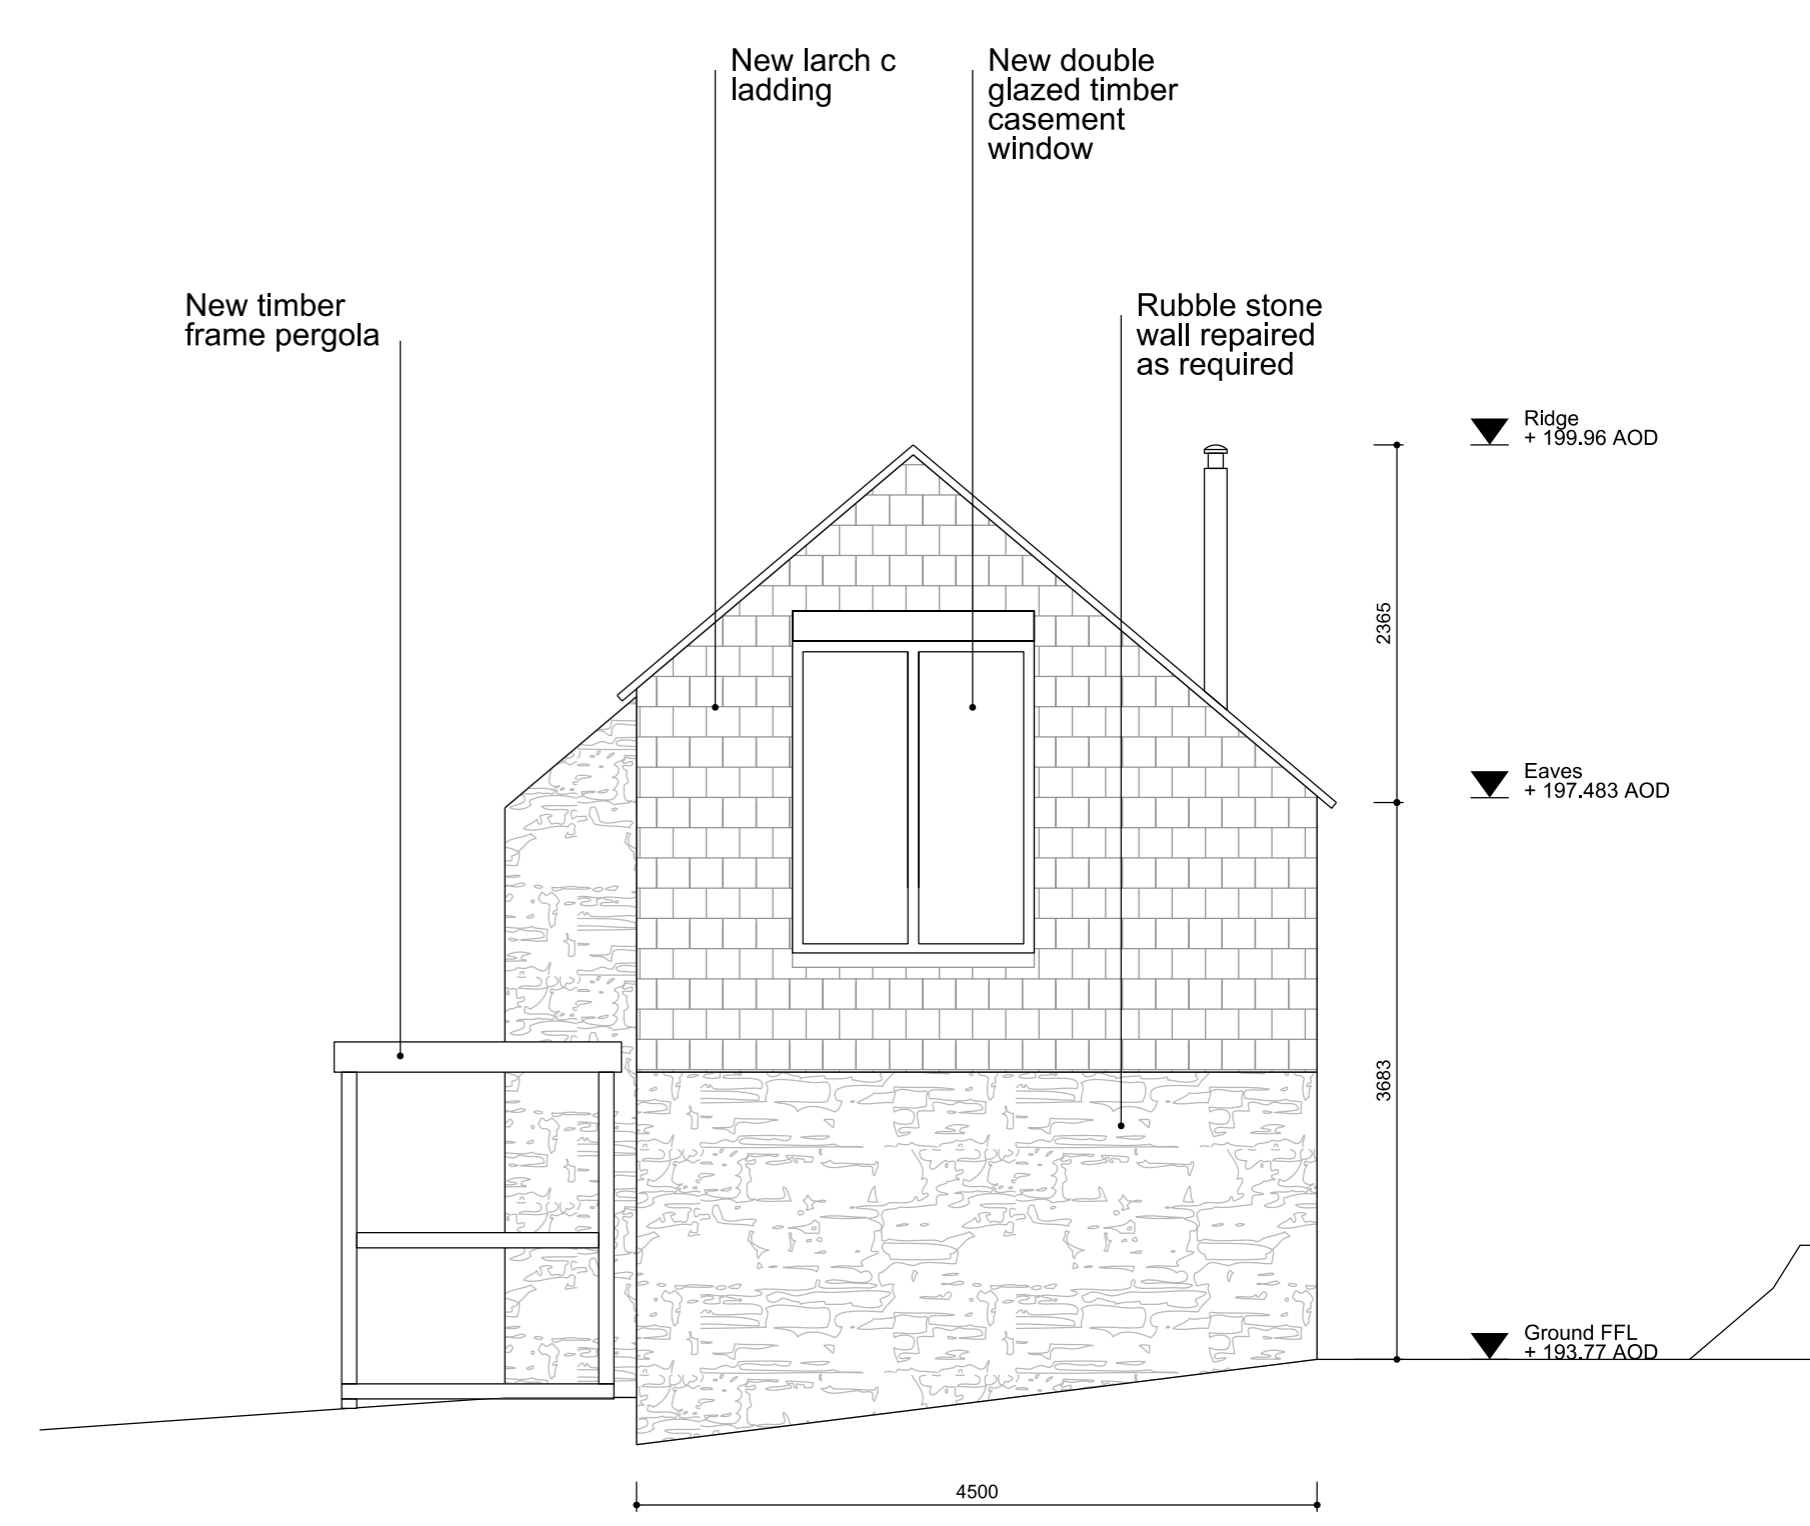 New larch c
ladding
New double
glazed timber
casement
window
New timber
frame pergola
Rubble stone
wall repaired
as required
Ridge
+ 199.96 AOD
2365
Eaves
+ 197.483 AOD
3683
Ground FFL
+ 193.77 AOD
4500